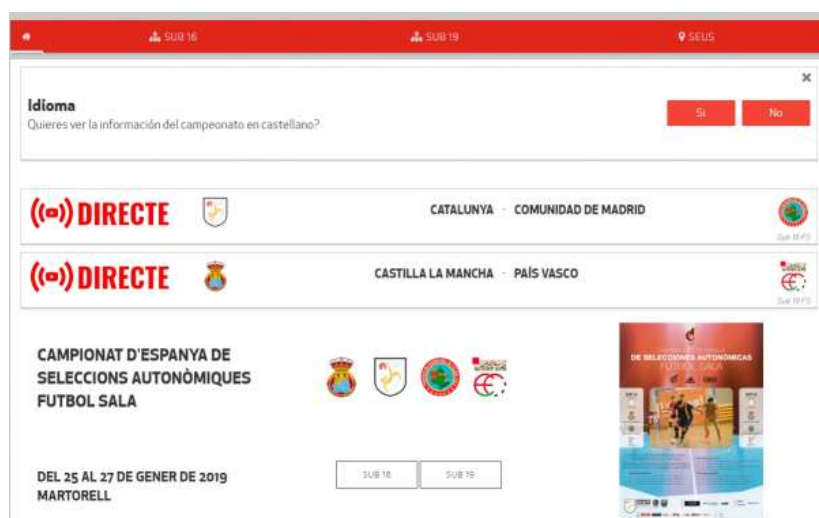 SUB 16
SUB 19
SEUS
Idioma
Quieres ver la información del campeonato en castellano?
Si
No
((•)) DIRECTE
CATALUNYA - COMUNIDAD DE MADRID
((•)) DIRECTE
CASTILLA LA MANCHA - PAÍS VASCO
CAMPIONAT D'ESPANYA DE
SELECCIONS AUTONÒMIQUES
FUTBOL SALA
DE SELECCIONES AUTONÓMICAS
FÚTBOL SALA
DEL 25 AL 27 DE GENER DE 2019
MARTORELL
SUB 16
SUB 19